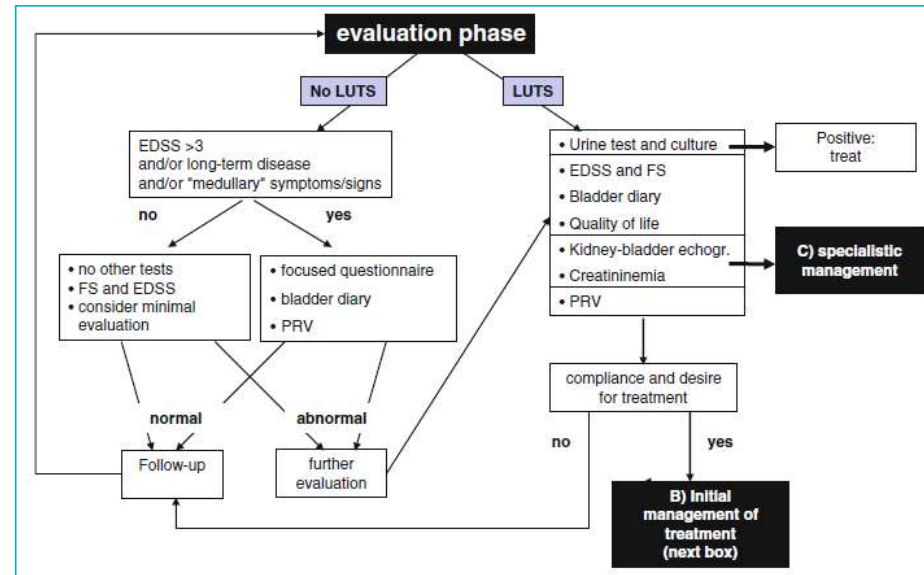 evaluation phase
No LUTS
LUTS
EDSS >3
and/or long-term disease
and/or "medullary" symptoms/signs
no
yes
• no other tests
• FS and EDSS
• consider minimal
evaluation
• focused questionnaire
• bladder diary
• PRV
normal
abnormal
Follow-up
further
evaluation
• Urine test and culture
• EDSS and FS
• Bladder diary
• Quality of life
• Kidney-bladder echogr.
• Creatininemia
• PRV
Positive:
treat
C) specialistic
management
compliance and desire
for treatment
no
yes
B) Initial
management of
treatment
(next box)